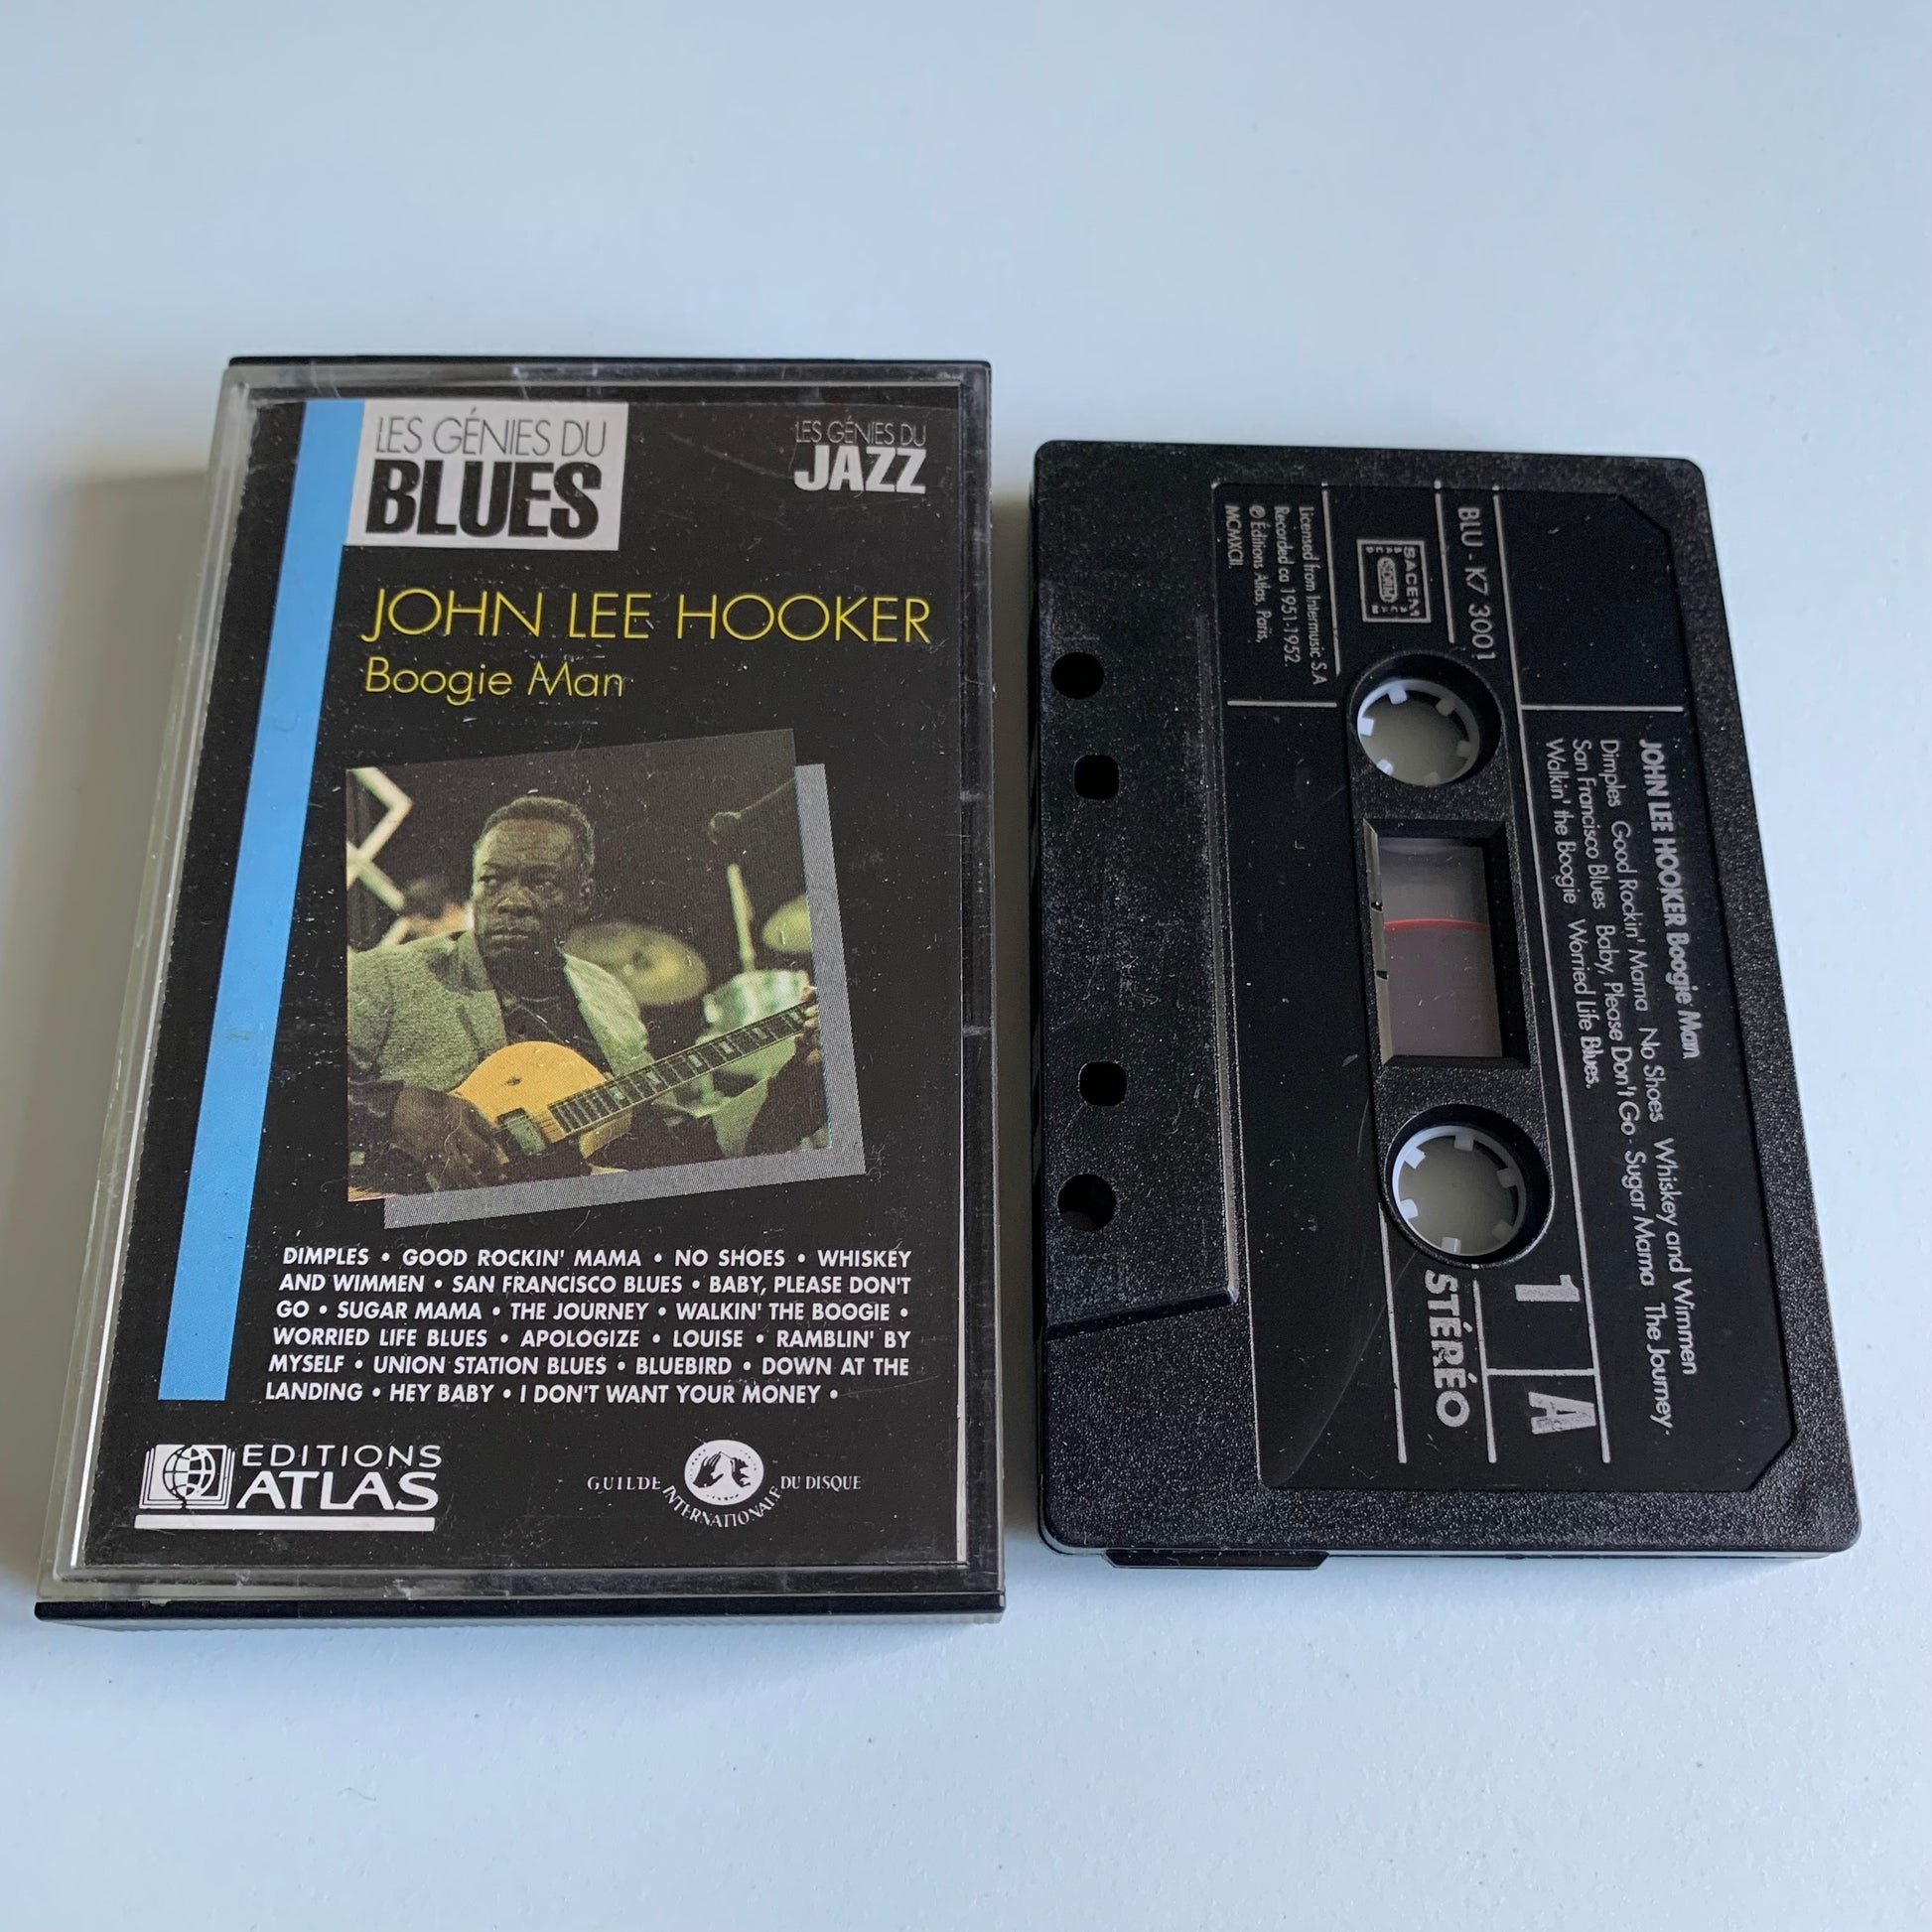 LES GÉNIES DU
BLUES
LES GÉNIES DU
JAZZ
JOHN LEE HOOKER
Boogie Man
DIMPLES • GOOD ROCKIN' MAMA • NO SHOES • WHISKEY
AND WIMMEN • SAN FRANCISCO BLUES • BABY, PLEASE DON'T
GO • SUGAR MAMA • THE JOURNEY • WALKIN' THE BOOGIE •
WORRIED LIFE BLUES • APOLOGIZE • LOUISE • RAMBLIN' BY
MYSELF • UNION STATION BLUES • BLUEBIRD • DOWN AT THE
LANDING • HEY BABY • I DON'T WANT YOUR MONEY •
EDITIONS
ATLAS
GUILDE INTERNATIONALE DU DISQUE
JOHN LEE HOOKER Boogie Man
Dimples Good Rockin' Mama No Shoes Whiskey and Wimmen
San Francisco Blues Baby, Please Don't Go · Sugar Mama The Journey ·
Walkin' the Boogie Worried Life Blues.
BLU - K7 3001
1
A
STÉRÉO
SACEM
SDRM
Licensed from Intermusic S.A
Recorded ca 1951-1952
℗ Éditions Atlas, Paris,
MCMXCII